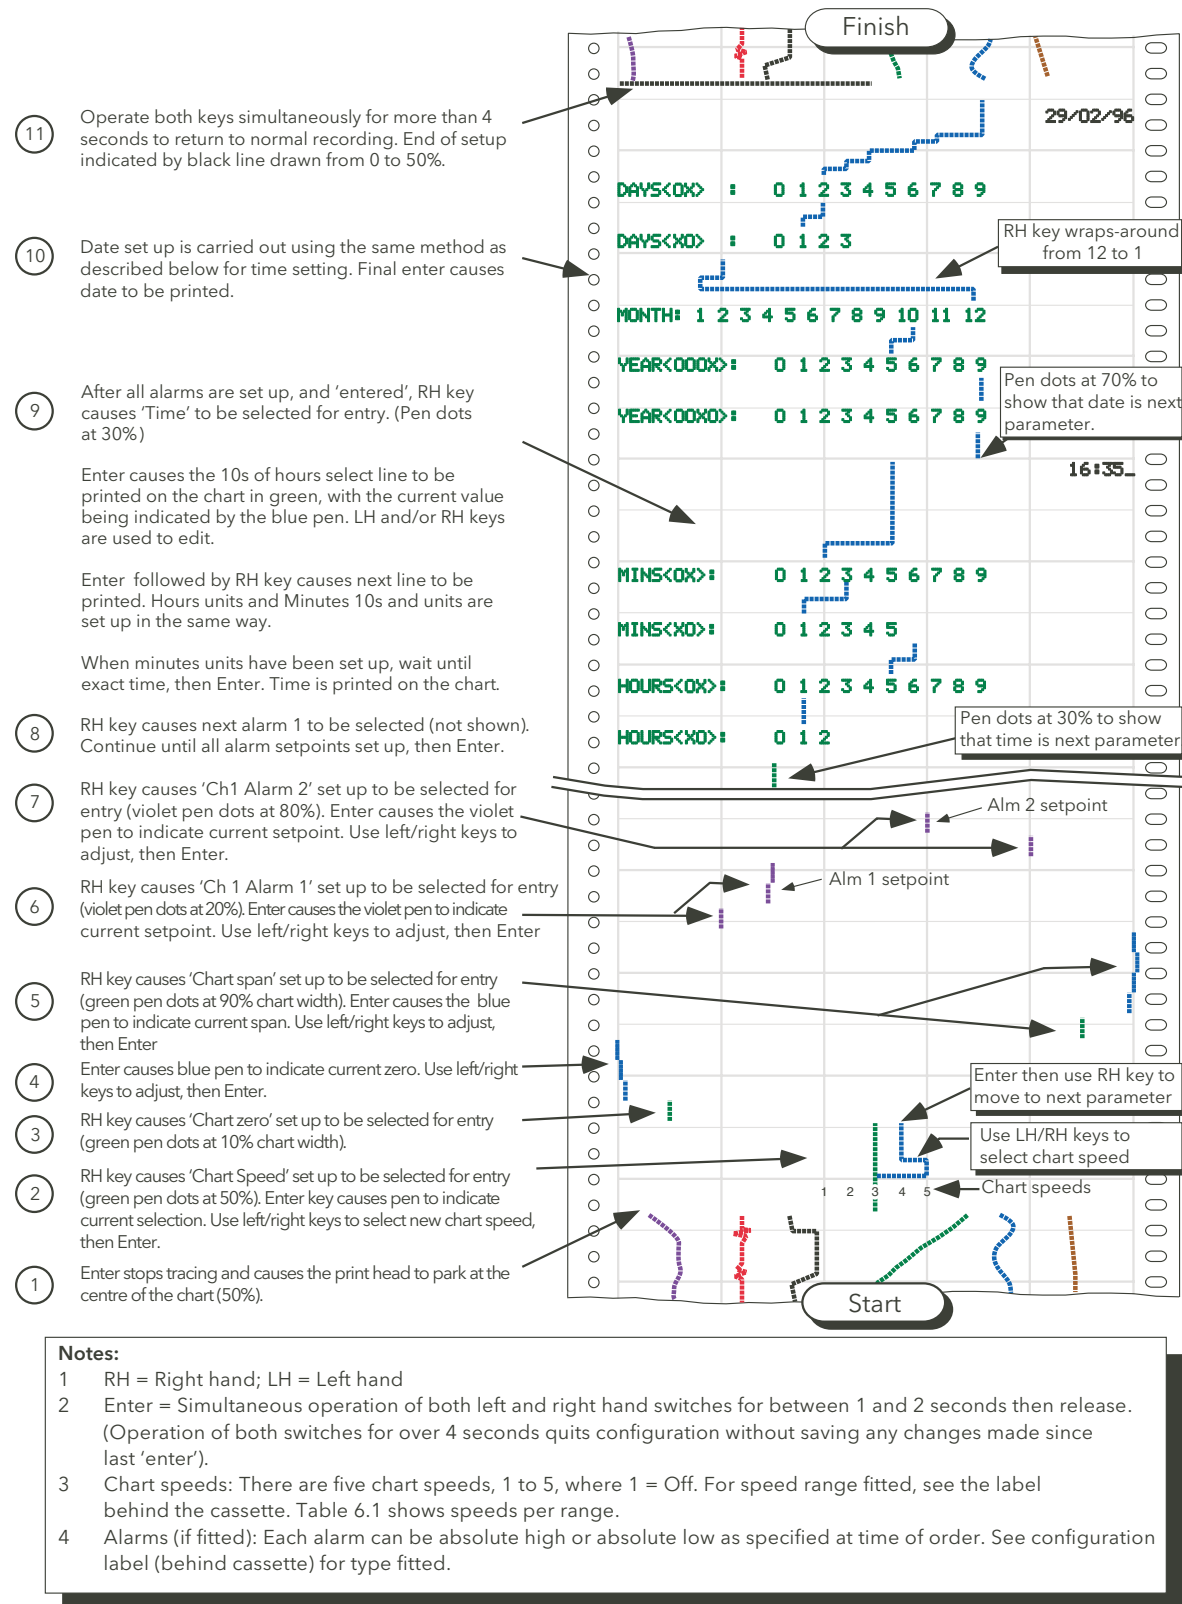 Finish
11
Operate both keys simultaneously for more than 4
seconds to return to normal recording. End of setup
indicated by black line drawn from 0 to 50%.
29/02/96
DAYS<0X> : 0 1 2 3 4 5 6 7 8 9
10
Date set up is carried out using the same method as
described below for time setting. Final enter causes
date to be printed.
DAYS<X0> : 0 1 2 3
RH key wraps-around
from 12 to 1
MONTH: 1 2 3 4 5 6 7 8 9 10 11 12
YEAR<000X>: 0 1 2 3 4 5 6 7 8 9
9
After all alarms are set up, and ‘entered’, RH key
causes ‘Time’ to be selected for entry. (Pen dots
at 30%)
Pen dots at 70% to
show that date is next
parameter.
YEAR<00X0>: 0 1 2 3 4 5 6 7 8 9
16:35_
Enter causes the 10s of hours select line to be
printed on the chart in green, with the current value
being indicated by the blue pen. LH and/or RH keys
are used to edit.
Enter followed by RH key causes next line to be
printed. Hours units and Minutes 10s and units are
set up in the same way.
MINS<0X>: 0 1 2 3 4 5 6 7 8 9
MINS<X0>: 0 1 2 3 4 5
When minutes units have been set up, wait until
exact time, then Enter. Time is printed on the chart.
HOURS<0X>: 0 1 2 3 4 5 6 7 8 9
8
RH key causes next alarm 1 to be selected (not shown).
Continue until all alarm setpoints set up, then Enter.
HOURS<X0>: 0 1 2
Pen dots at 30% to show
that time is next parameter
7
RH key causes ‘Ch1 Alarm 2’ set up to be selected for
entry (violet pen dots at 80%). Enter causes the violet
pen to indicate current setpoint. Use left/right keys to
adjust, then Enter.
Alm 2 setpoint
6
RH key causes ‘Ch 1 Alarm 1’ set up to be selected for entry
(violet pen dots at 20%). Enter causes the violet pen to indicate
current setpoint. Use left/right keys to adjust, then Enter
Alm 1 setpoint
5
RH key causes ‘Chart span’ set up to be selected for entry
(green pen dots at 90% chart width). Enter causes the blue
pen to indicate current span. Use left/right keys to adjust,
then Enter
4
Enter causes blue pen to indicate current zero. Use left/right
keys to adjust, then Enter.
3
RH key causes ‘Chart zero’ set up to be selected for entry
(green pen dots at 10% chart width).
Enter then use RH key to
move to next parameter
Use LH/RH keys to
select chart speed
2
RH key causes ‘Chart Speed’ set up to be selected for entry
(green pen dots at 50%). Enter key causes pen to indicate
current selection. Use left/right keys to select new chart speed,
then Enter.
1 2 3 4 5
Chart speeds
1
Enter stops tracing and causes the print head to park at the
centre of the chart (50%).
Start
Notes:
1 RH = Right hand; LH = Left hand
2 Enter = Simultaneous operation of both left and right hand switches for between 1 and 2 seconds then release.
(Operation of both switches for over 4 seconds quits configuration without saving any changes made since
last ‘enter’).
3 Chart speeds: There are five chart speeds, 1 to 5, where 1 = Off. For speed range fitted, see the label
behind the cassette. Table 6.1 shows speeds per range.
4 Alarms (if fitted): Each alarm can be absolute high or absolute low as specified at time of order. See configuration
label (behind cassette) for type fitted.